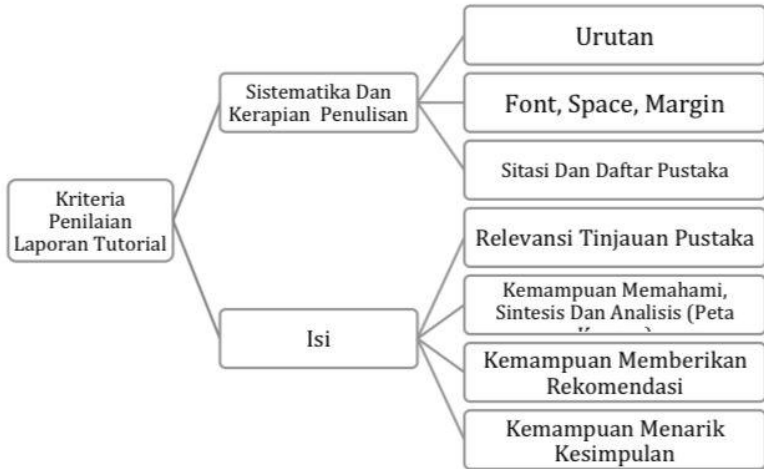 Kriteria
Penilaian
Laporan Tutorial
Sistematika Dan
Kerapian Penulisan
Urutan
Font, Space, Margin
Sitasi Dan Daftar Pustaka
Isi
Relevansi Tinjauan Pustaka
Kemampuan Memahami,
Sintesis Dan Analisis (Peta
Kemampuan Memberikan
Rekomendasi
Kemampuan Menarik
Kesimpulan